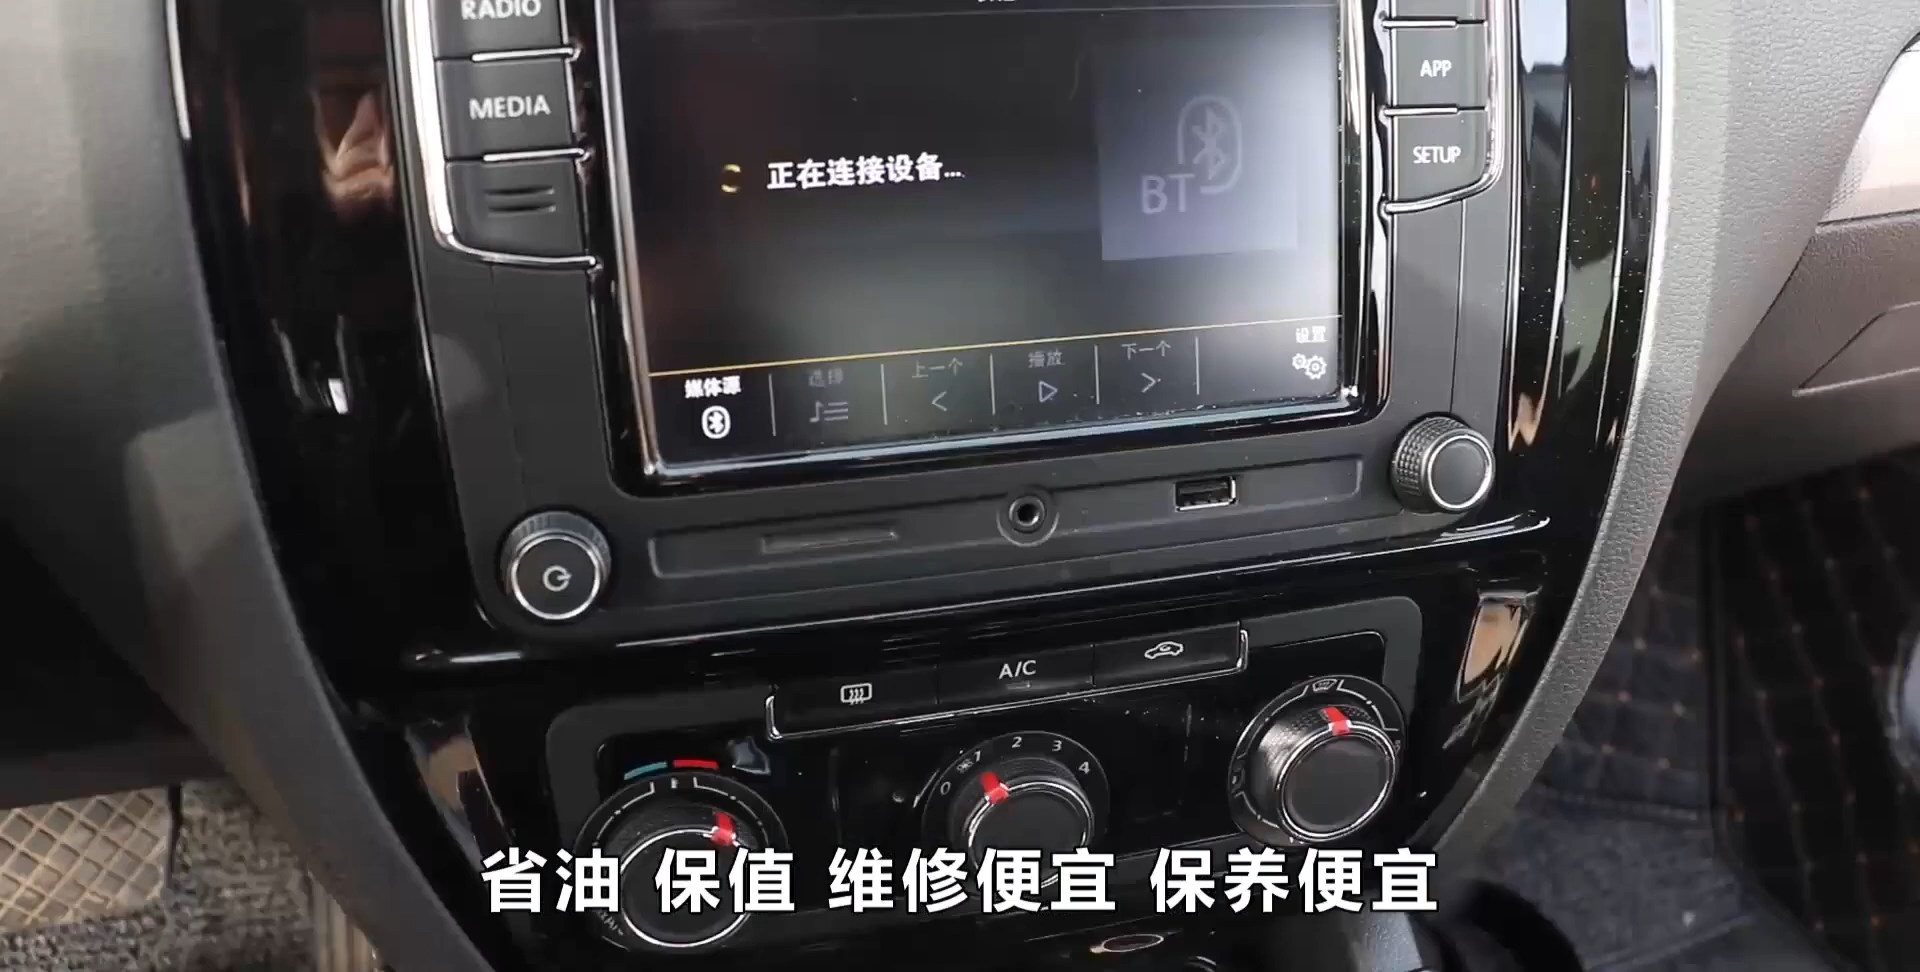 RADIO
MEDIA
APP
SETUP
正在连接设备...
BT
媒体源
选择
上一个
播放
下一个
设置
A/C
0
1
2
3
4
省油 保值 维修便宜 保养便宜